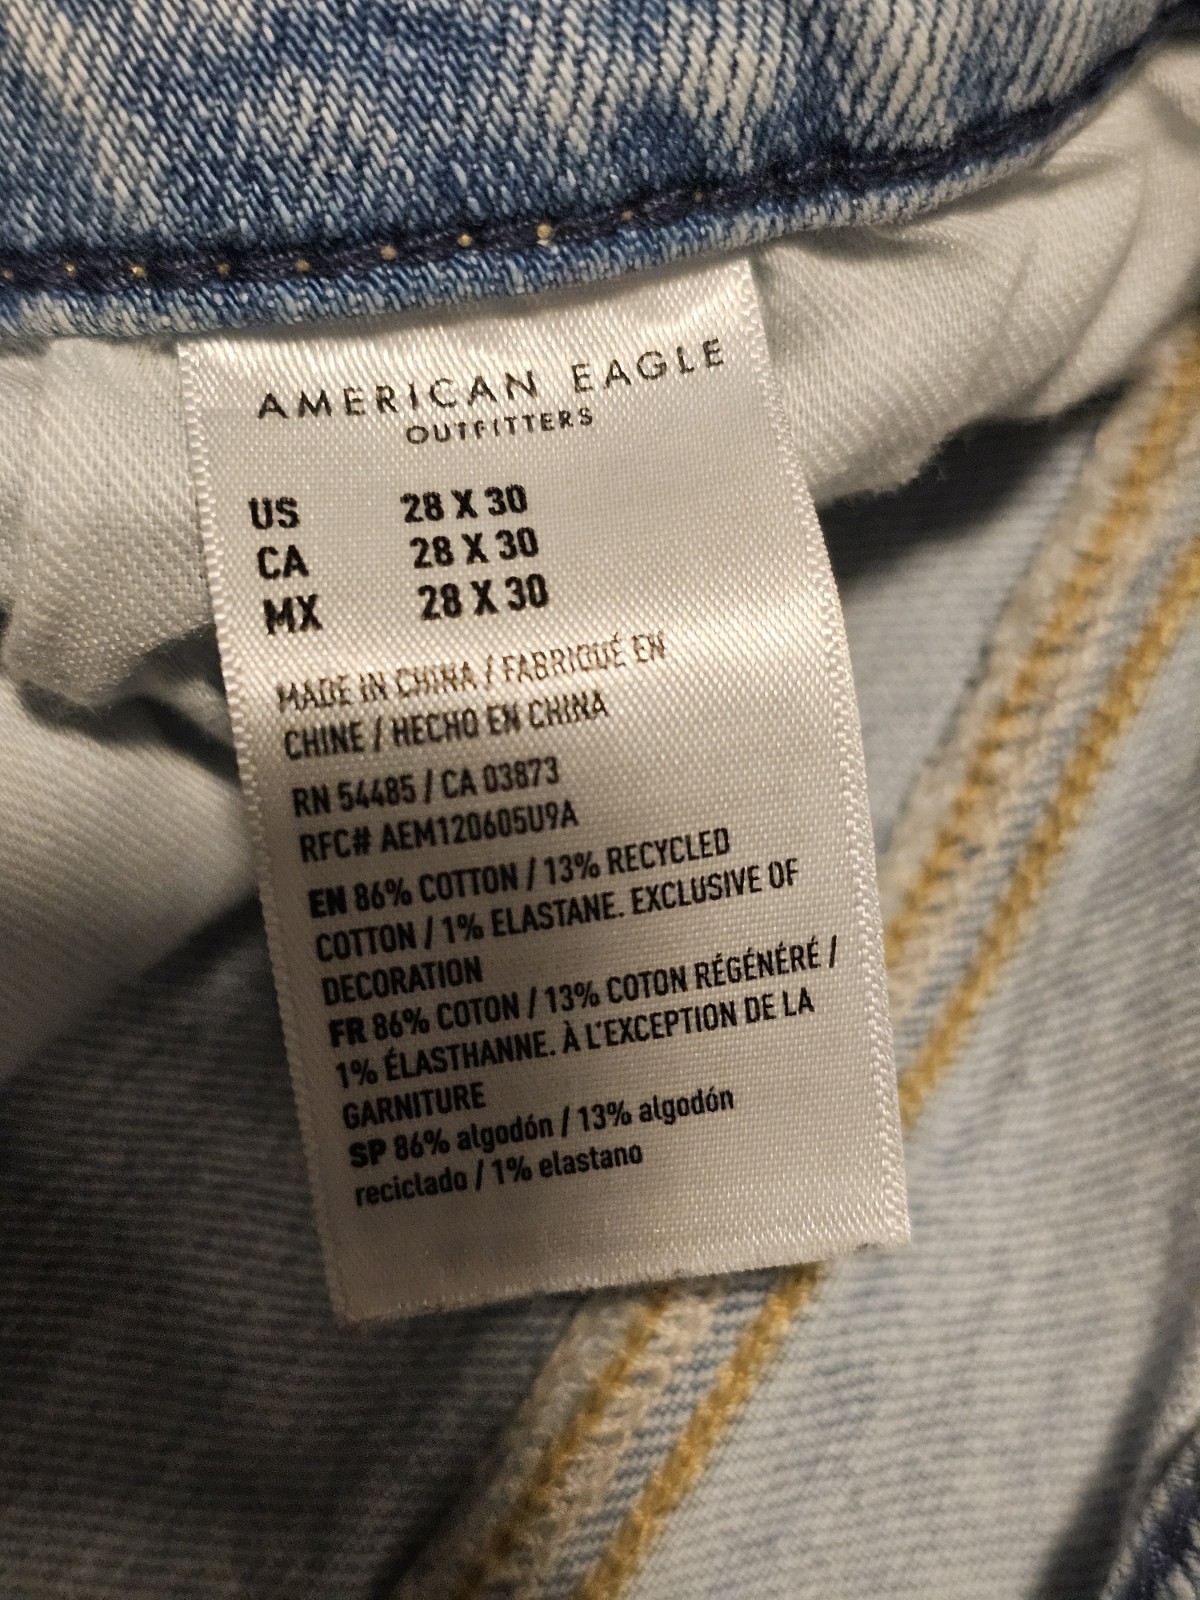 AMERICAN EAGLE
OUTFITTERS
US 28 X 30
CA 28 X 30
MX 28 X 30
MADE IN CHINA / FABRIQUÉ EN
CHINE / HECHO EN CHINA
RN 54485 / CA 03873
RFC# AEM120605U9A
EN 86% COTTON / 13% RECYCLED
COTTON / 1% ELASTANE. EXCLUSIVE OF
DECORATION
FR 86% COTON / 13% COTON RÉGÉNÉRÉ /
1% ÉLASTHANNE. À L'EXCEPTION DE LA
GARNITURE
SP 86% algodón / 13% algodón
reciclado / 1% elastano